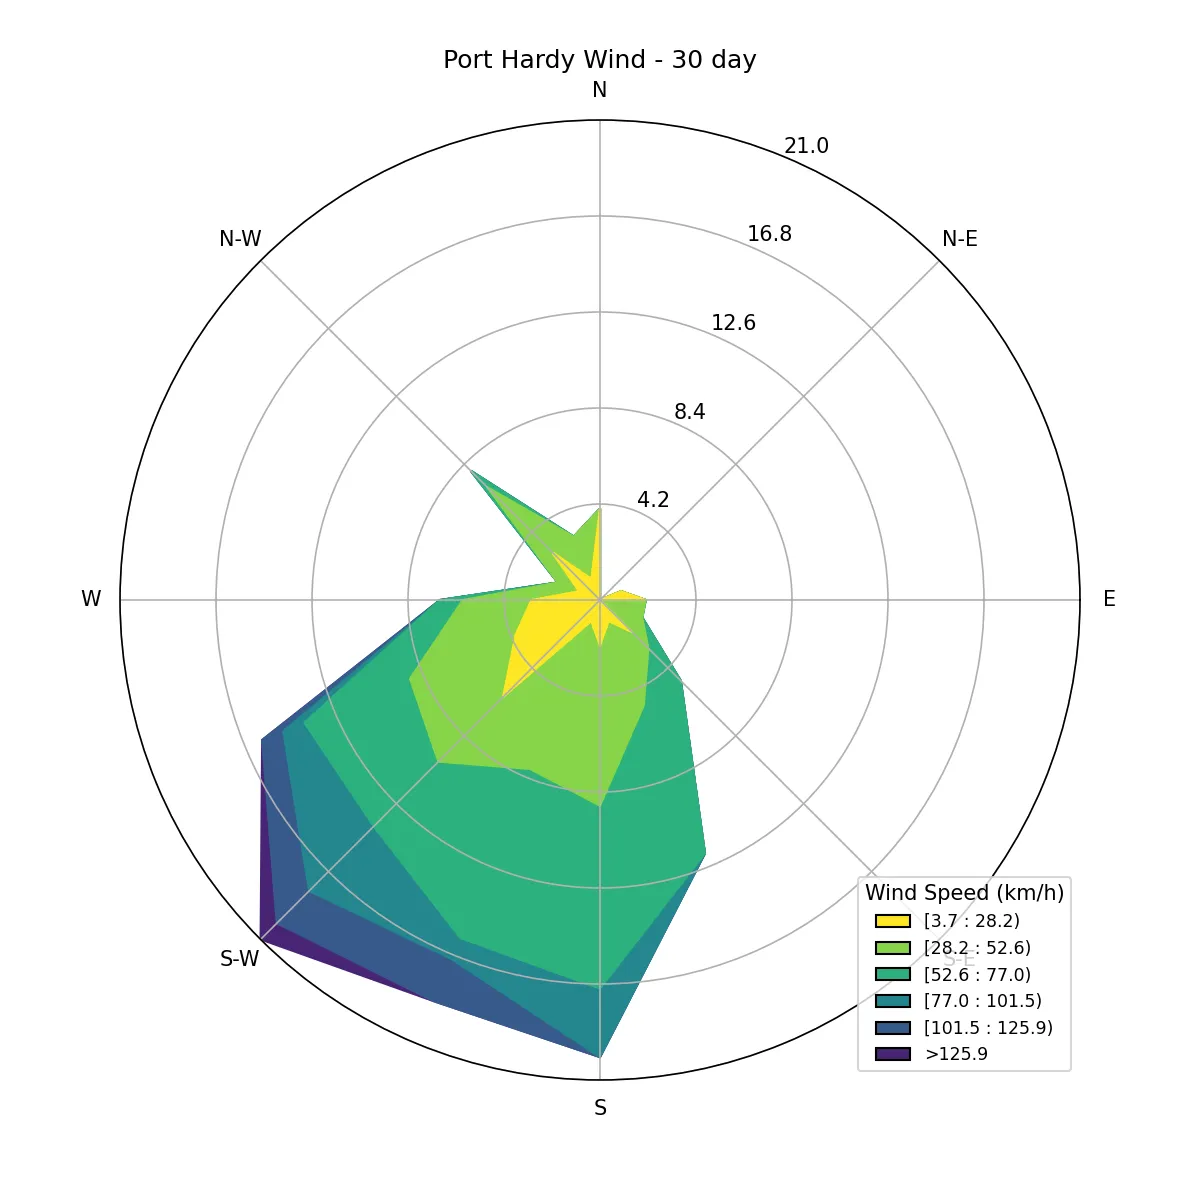 Port Hardy Wind - 30 day
N
21.0
16.8
N-W
N-E
12.6
8.4
4.2
W
E
Wind Speed (km/h)
[3.7 : 28.2)
[28.2 : 52.6)
S-W
S-E
[52.6 : 77.0)
[77.0 : 101.5)
[101.5 : 125.9)
>125.9
S